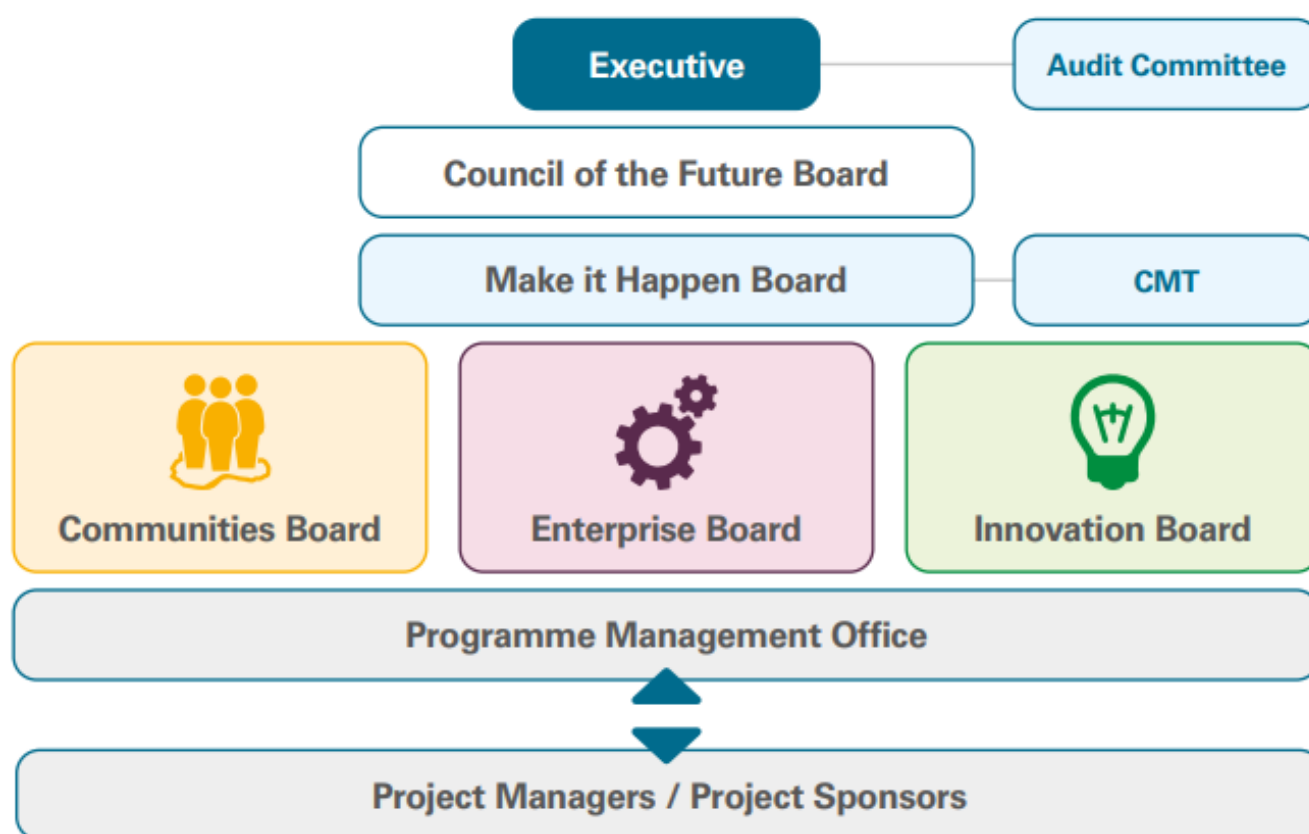 Executive
Audit Committee
Council of the Future Board
Make it Happen Board
CMT
Communities Board
Enterprise Board
Innovation Board
Programme Management Office
Project Managers / Project Sponsors